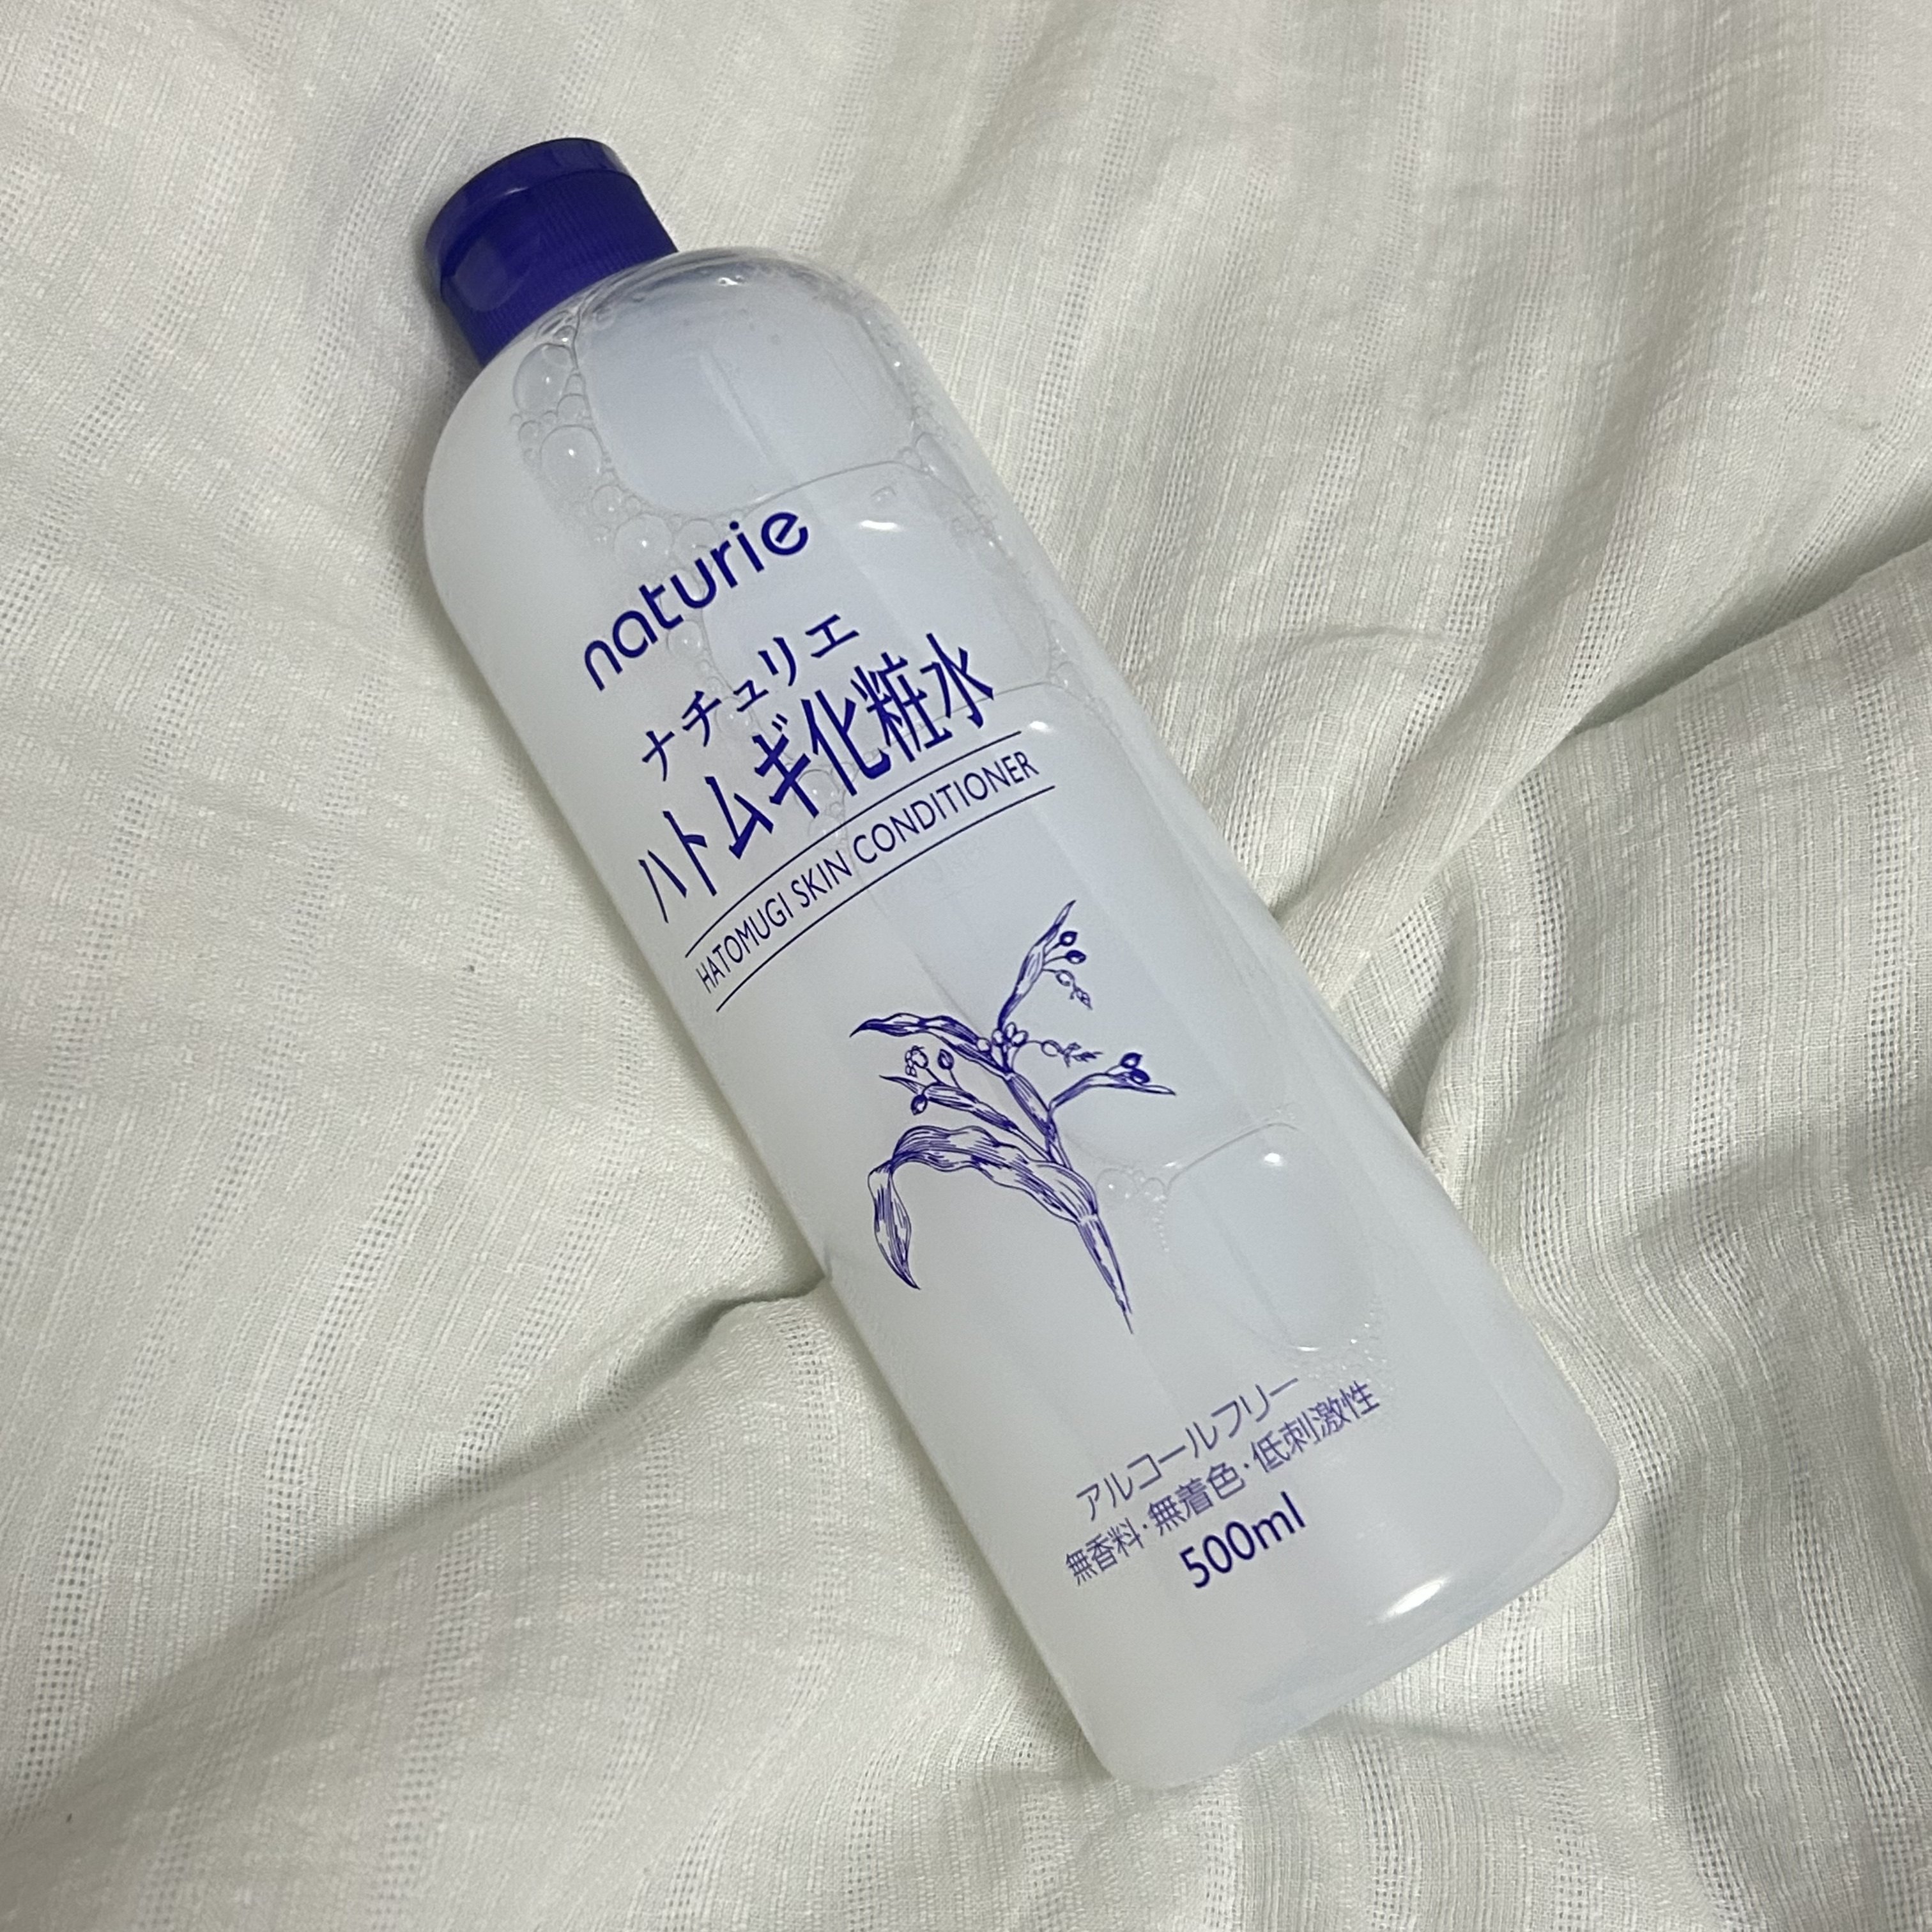 naturie
ナチュリエ
ハトムギ化粧水
HATOMUGI SKIN CONDITIONER
アルコールフリー
無香料・無着色・低刺激性
500ml